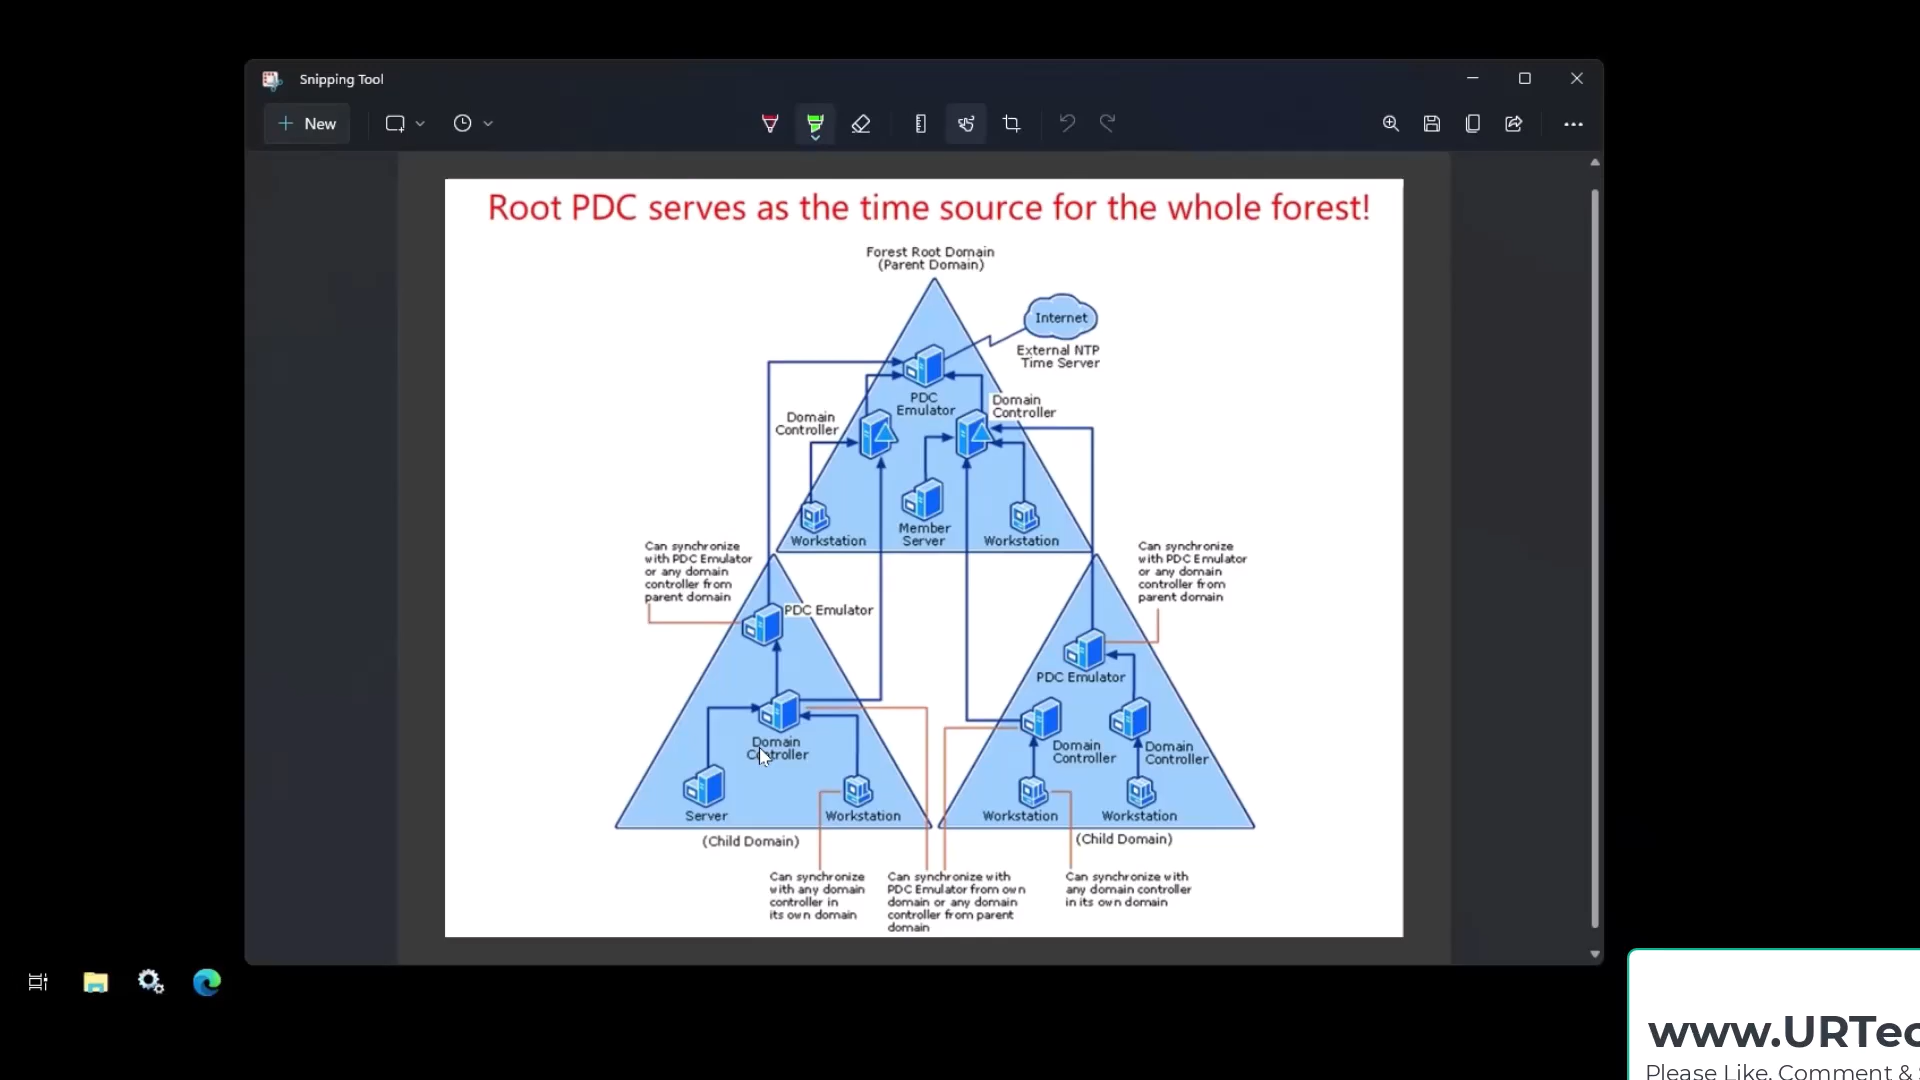 Snipping Tool
New
Root PDC serves as the time source for the whole forest!
Forest Root Domain
(Parent Domain)
Internet
External NTP
Time Server
PDC
Emulator
Domain
Controller
Domain
Controller
Workstation
Member
Server
Workstation
Can synchronize
with PDC Emulator
or any domain
controller from
parent domain
Can synchronize
with PDC Emulator
or any domain
controller from
parent domain
PDC Emulator
PDC Emulator
Domain
Controller
Domain
Controller
Domain
Controller
Server
Workstation
Workstation
Workstation
(Child Domain)
(Child Domain)
Can synchronize
with any domain
controller in
its own domain
Can synchronize with
PDC Emulator from own
domain or any domain
controller from parent
domain
Can synchronize with
any domain controller
in its own domain
www.URTec
Please Like, Comment &